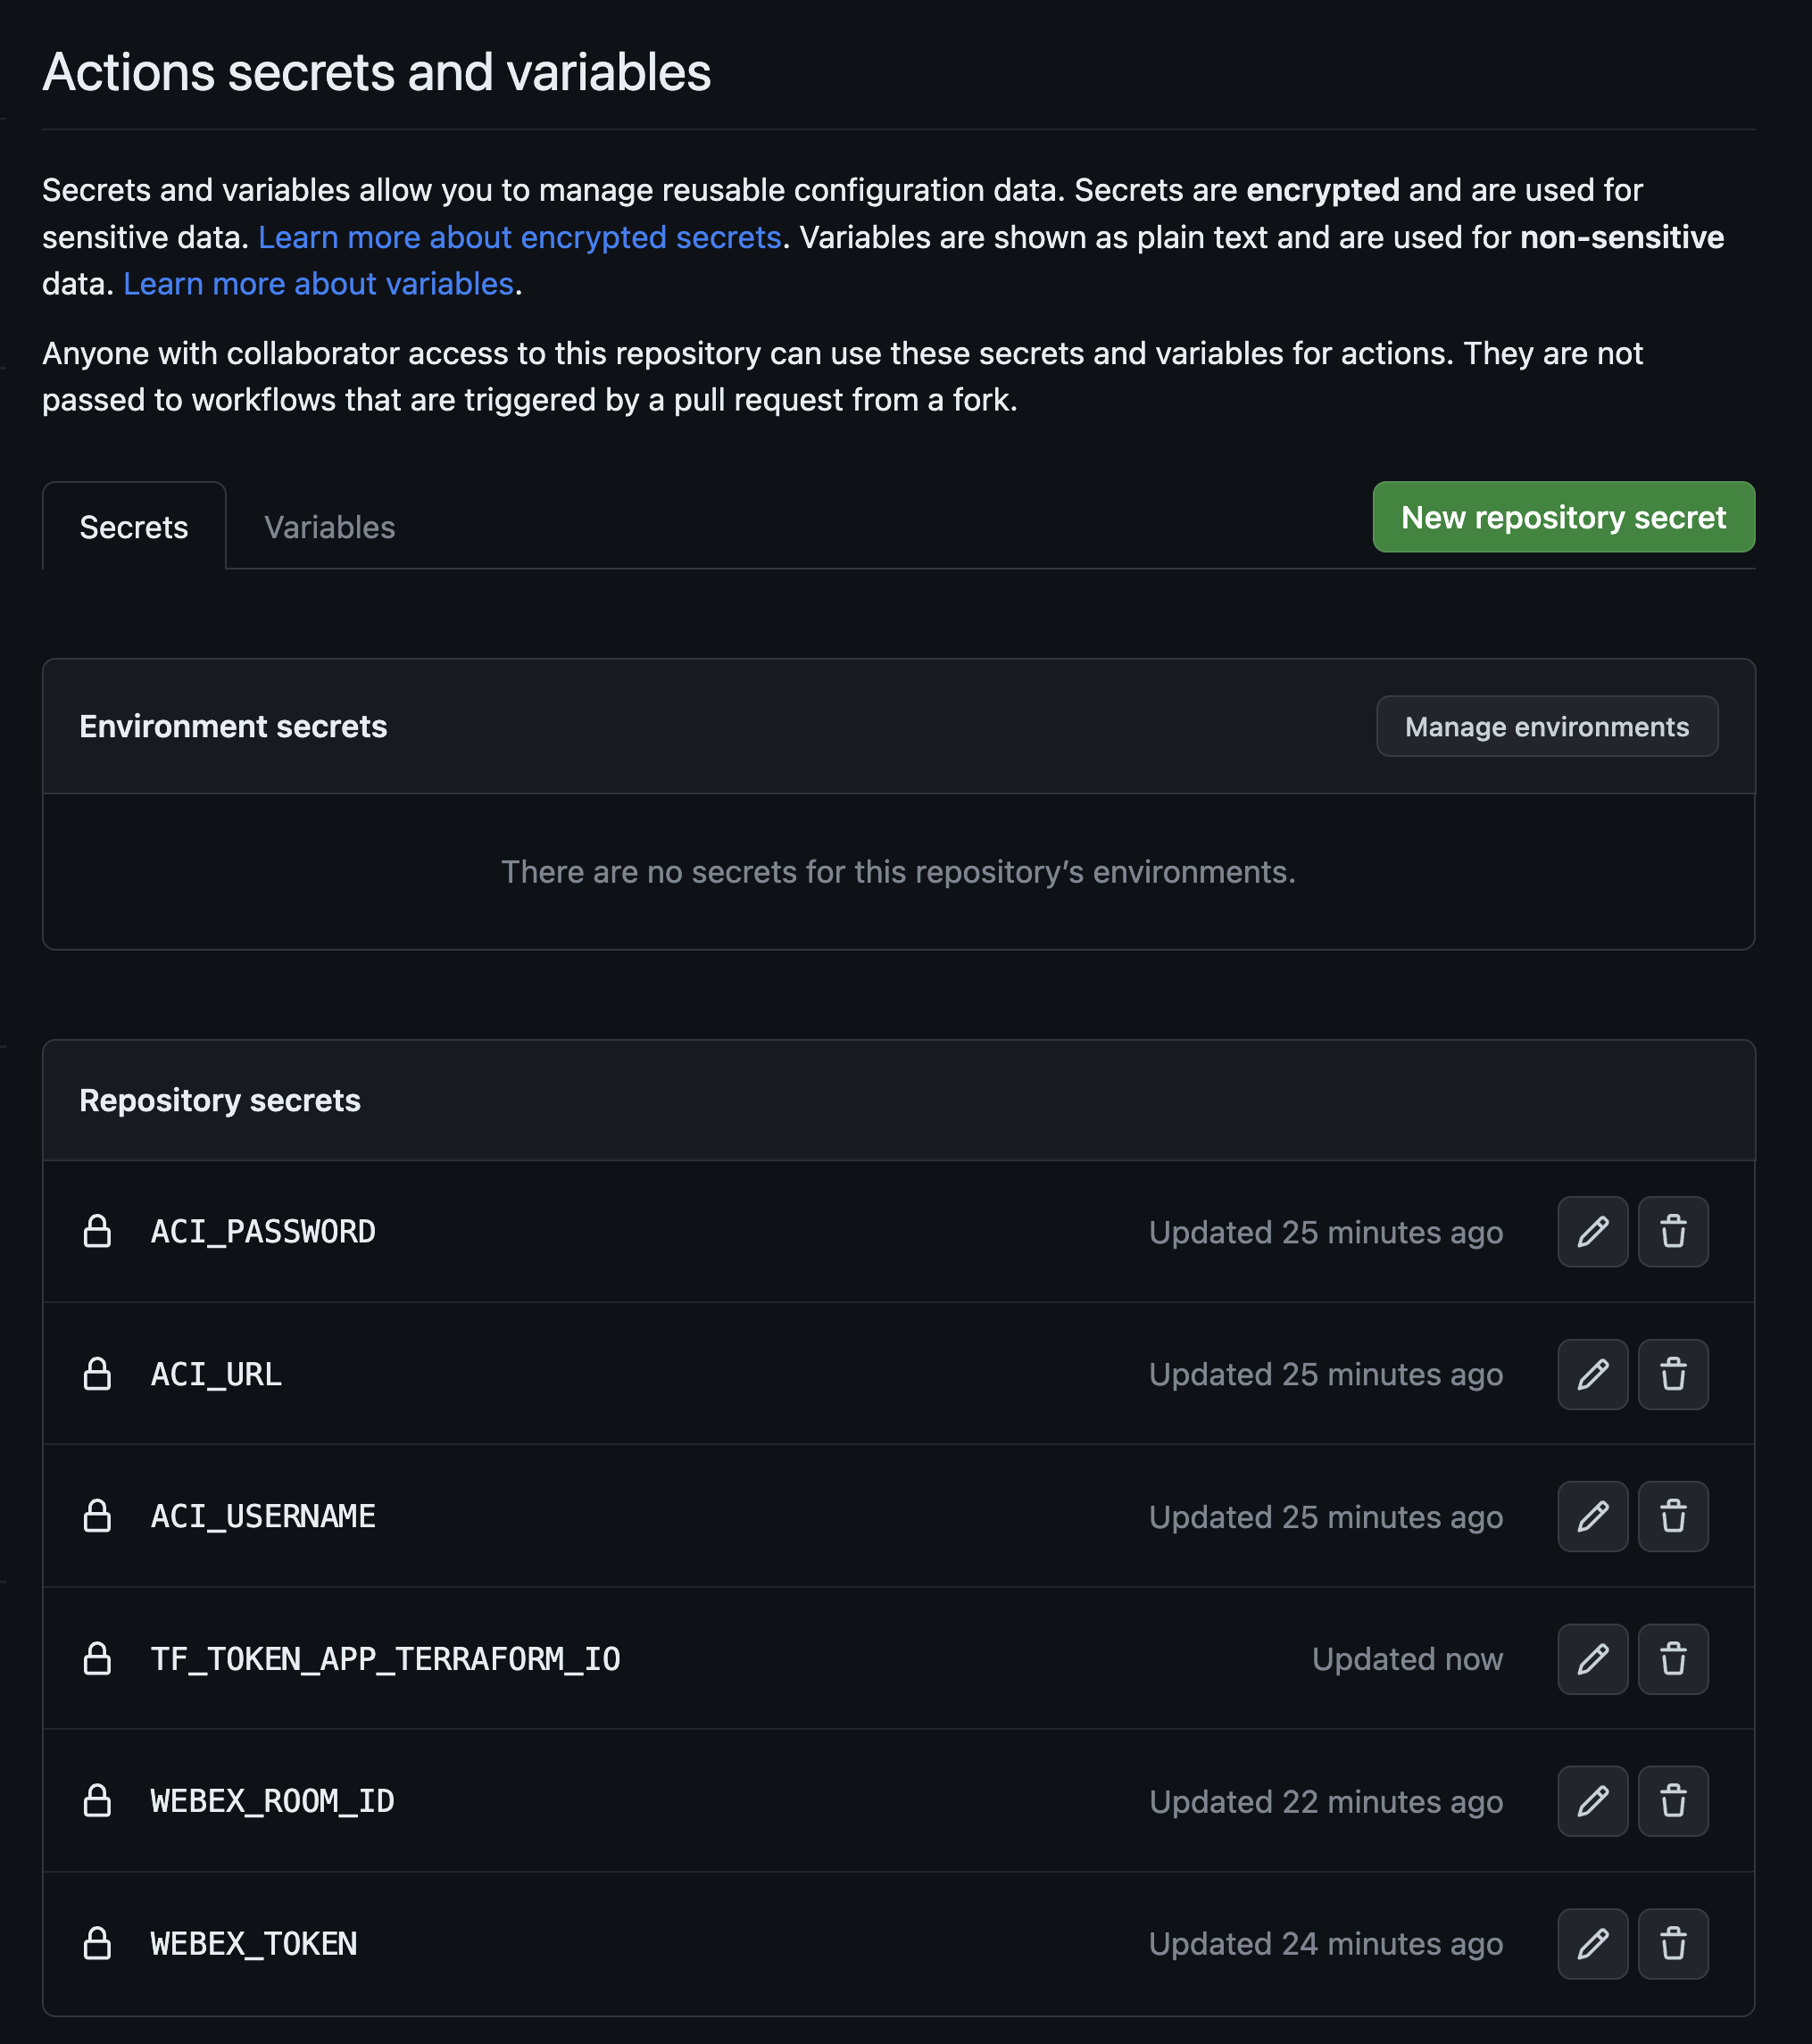 Actions secrets and variables
Secrets and variables allow you to manage reusable configuration data. Secrets are encrypted and are used for
sensitive data. Learn more about encrypted secrets. Variables are shown as plain text and are used for non-sensitive
data. Learn more about variables.
Anyone with collaborator access to this repository can use these secrets and variables for actions. They are not
passed to workflows that are triggered by a pull request from a fork.
Secrets Variables New repository secret
Environment secrets Manage environments
There are no secrets for this repository's environments.
Repository secrets
ACI_PASSWORD Updated 25 minutes ago
ACI_URL Updated 25 minutes ago
ACI_USERNAME Updated 25 minutes ago
TF_TOKEN_APP_TERRAFORM_IO Updated now
WEBEX_ROOM_ID Updated 22 minutes ago
WEBEX_TOKEN Updated 24 minutes ago